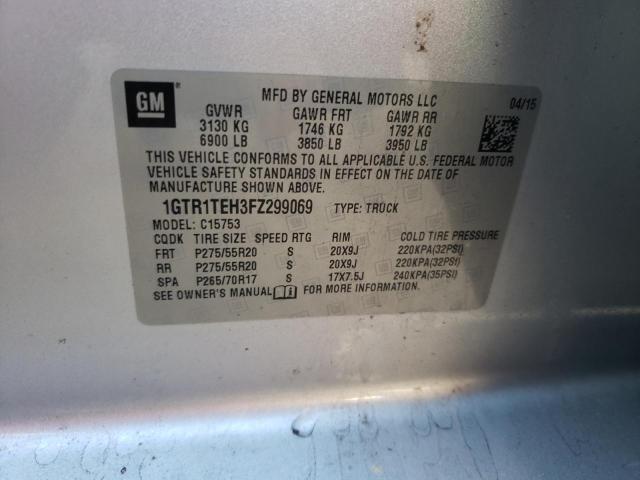 GM
MFD BY GENERAL MOTORS LLC 04/15
GVWR GAWR FRT GAWR RR
3130 KG 1746 KG 1792 KG
6900 LB 3850 LB 3950 LB
THIS VEHICLE CONFORMS TO ALL APPLICABLE U.S. FEDERAL MOTOR
VEHICLE SAFETY STANDARDS IN EFFECT ON THE DATE OF
MANUFACTURE SHOWN ABOVE.
1GTR1TEH3FZ299069 TYPE: TRUCK
MODEL: C15753
CQDK TIRE SIZE SPEED RTG RIM COLD TIRE PRESSURE
FRT P275/55R20 S 20X9J 220KPA(32PSI)
RR P275/55R20 S 20X9J 220KPA(32PSI)
SPA P265/70R17 S 17X7.5J 240KPA(35PSI)
SEE OWNER'S MANUAL FOR MORE INFORMATION.